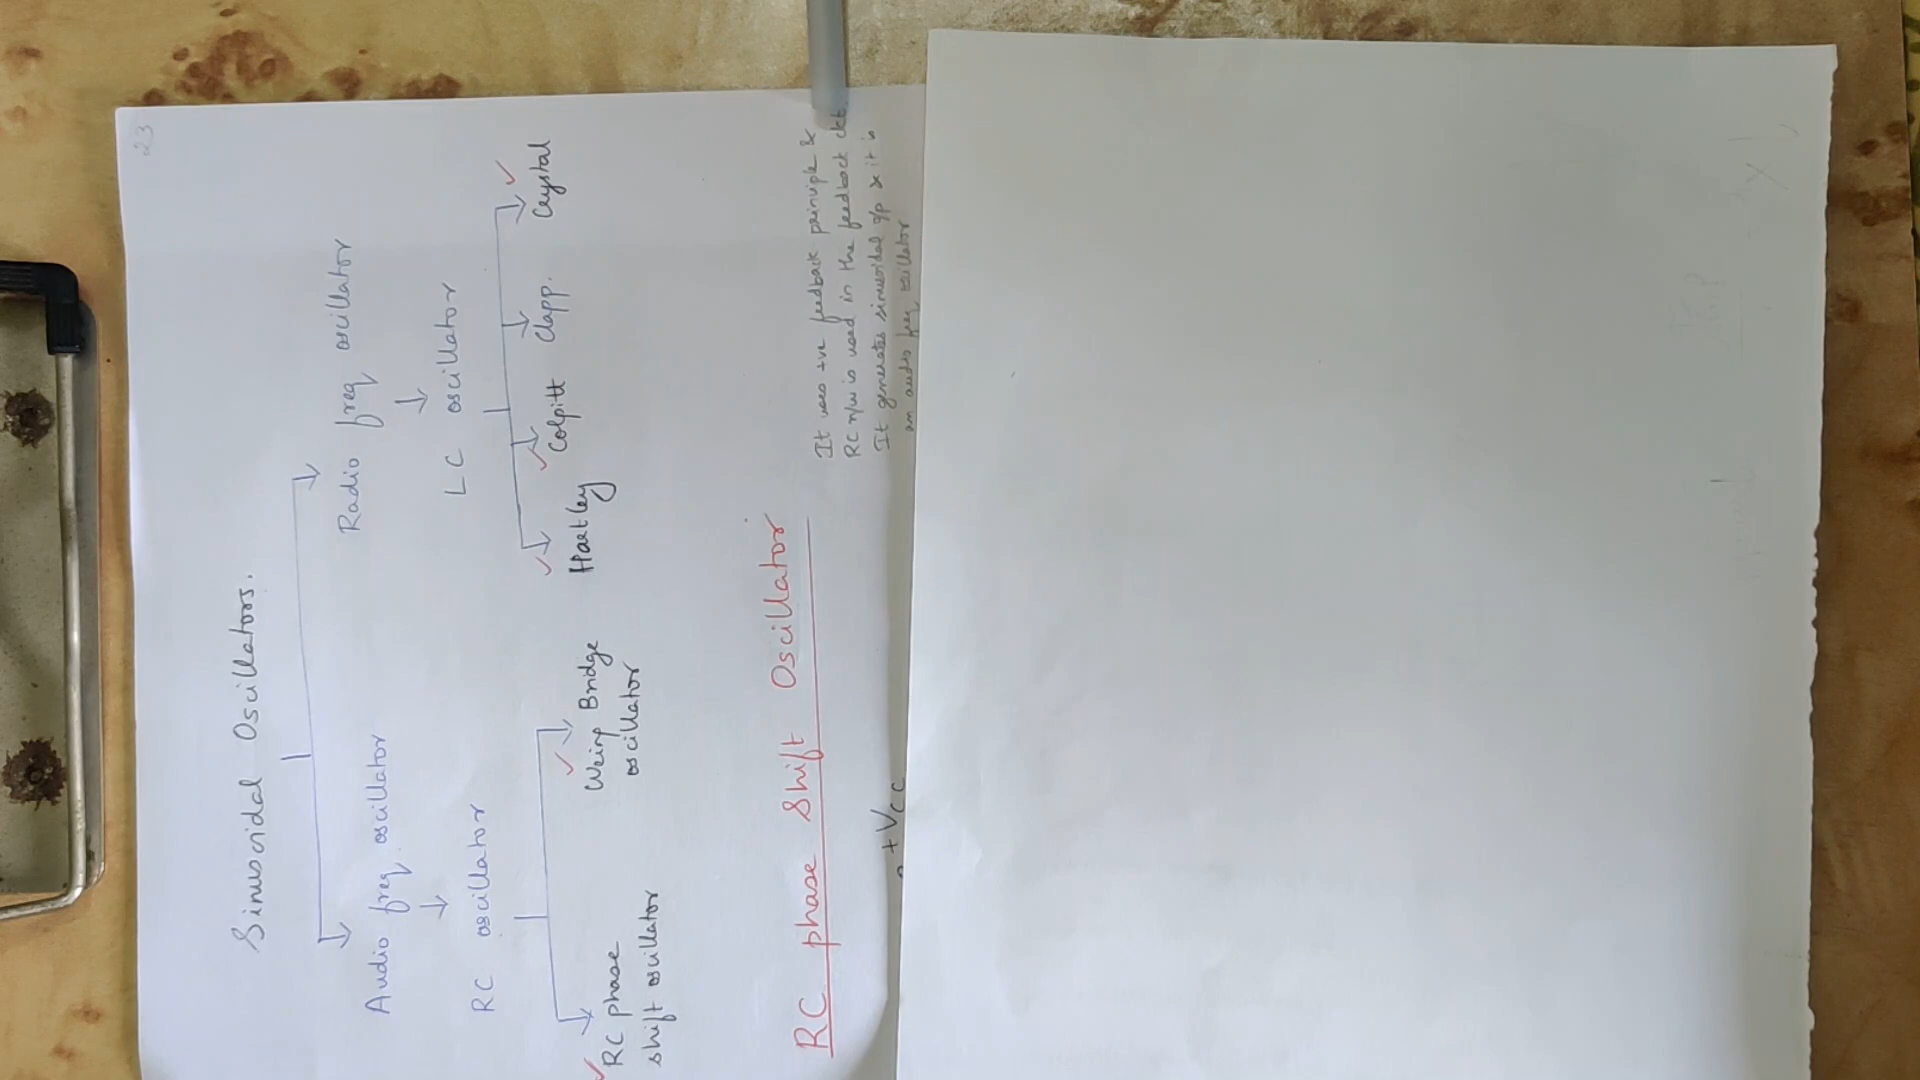 23
Sinusoidal Oscillators.
Audio freq oscillator
Radio freq oscillator
RC oscillator
LC oscillator
RC phase
shift oscillator
Weinp Bridge
oscillator
Hartley
Colpitt
Clapp.
Crystal
RC phase shift Oscillator
It uses +ve feedback principle &
RC n/w is used in the feedback ckt
It generates sinusoidal o/p & it is
an audio freq oscillator
+ Vcc